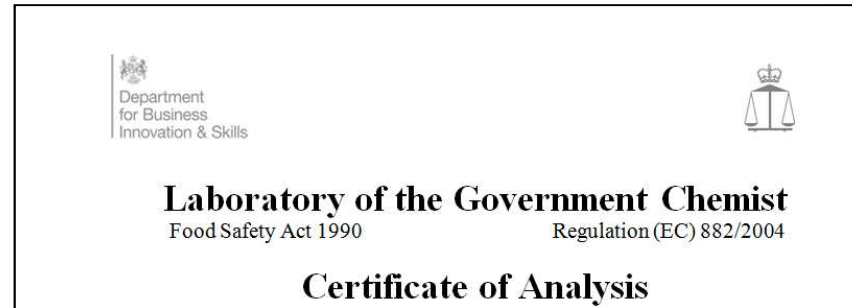 Department
for Business
Innovation & Skills
Laboratory of the Government Chemist
Food Safety Act 1990 Regulation (EC) 882/2004
Certificate of Analysis